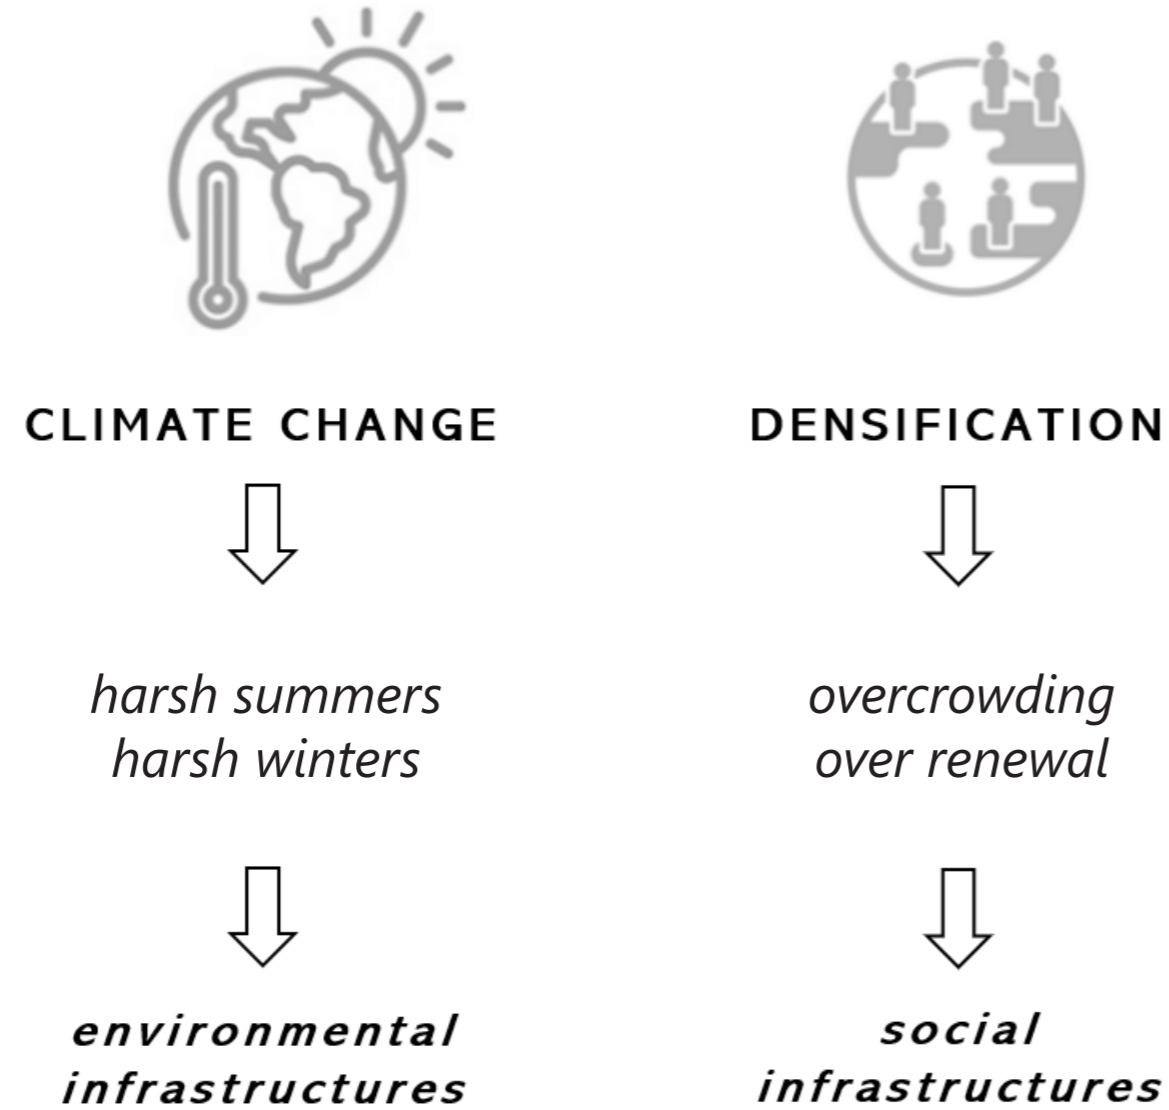 CLIMATE CHANGE
harsh summers
harsh winters
environmental
infrastructures
DENSIFICATION
overcrowding
over renewal
social
infrastructures